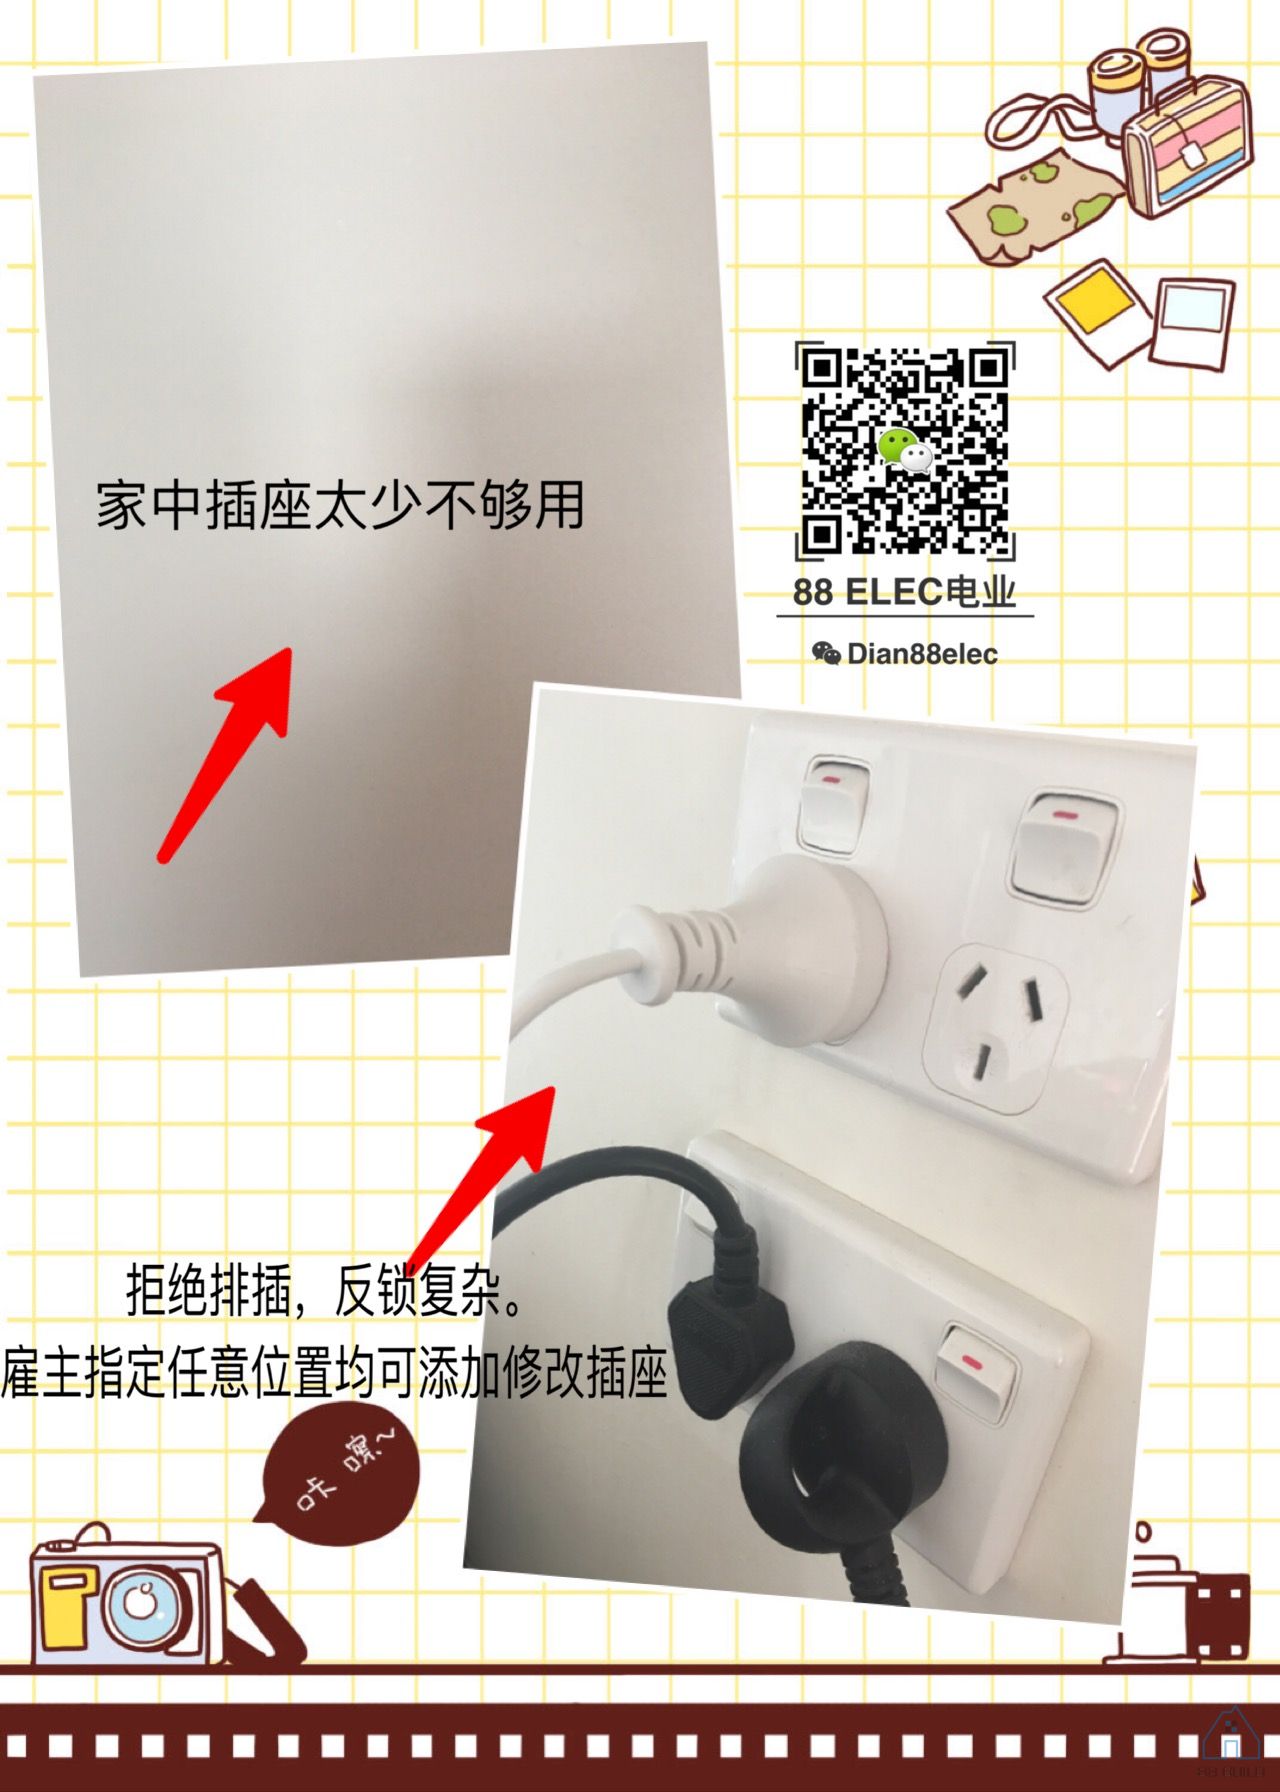 家中插座太少不够用
88 ELEC电业
Dian88elec
拒绝排插，反锁复杂。
雇主指定任意位置均可添加修改插座
咔嚓~